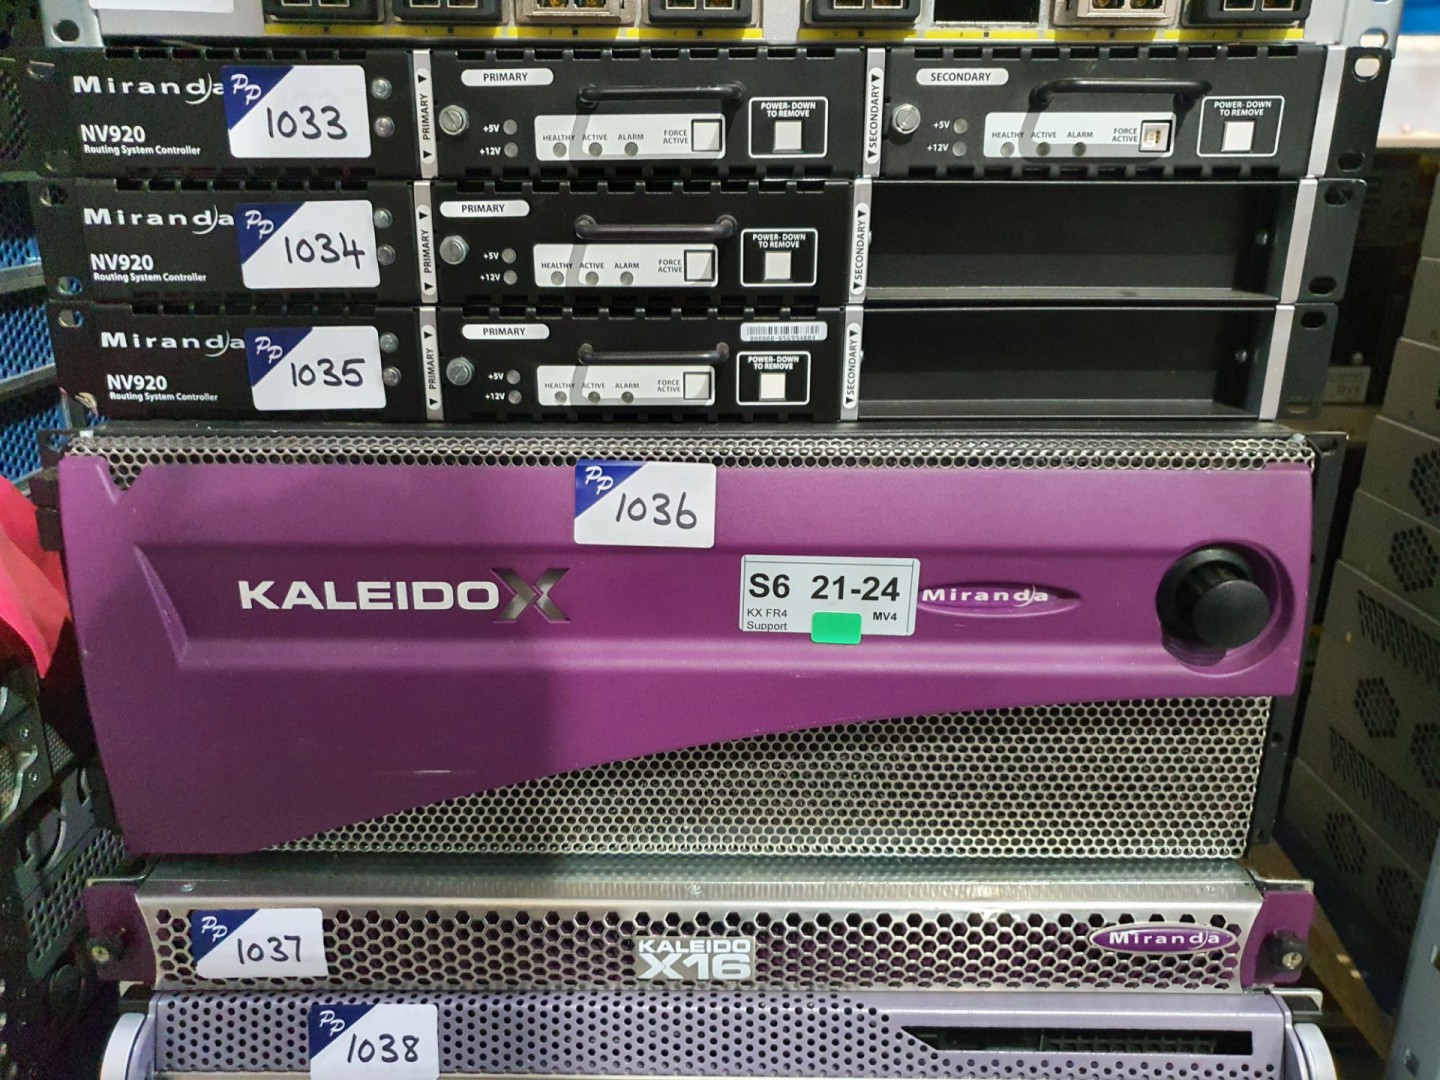 Miranda
PP
1033
NV920
Routing System Controller
PRIMARY
PRIMARY
+5V
+12V
HEALTHY ACTIVE ALARM
FORCE
ACTIVE
POWER-DOWN
TO REMOVE
SECONDARY
SECONDARY
+5V
+12V
HEALTHY ACTIVE ALARM
FORCE
ACTIVE
POWER-DOWN
TO REMOVE
Miranda
PP
1034
NV920
Routing System Controller
PRIMARY
PRIMARY
+5V
+12V
HEALTHY ACTIVE ALARM
FORCE
ACTIVE
POWER-DOWN
TO REMOVE
SECONDARY
Miranda
PP
1035
NV920
Routing System Controller
PRIMARY
PRIMARY
+5V
+12V
HEALTHY ACTIVE ALARM
FORCE
ACTIVE
POWER-DOWN
TO REMOVE
SECONDARY
PP
1036
KALEIDO X
S6 21-24
KX FR4
Support
MV4
Miranda
PP
1037
KALEIDO
X16
Miranda
PP
1038